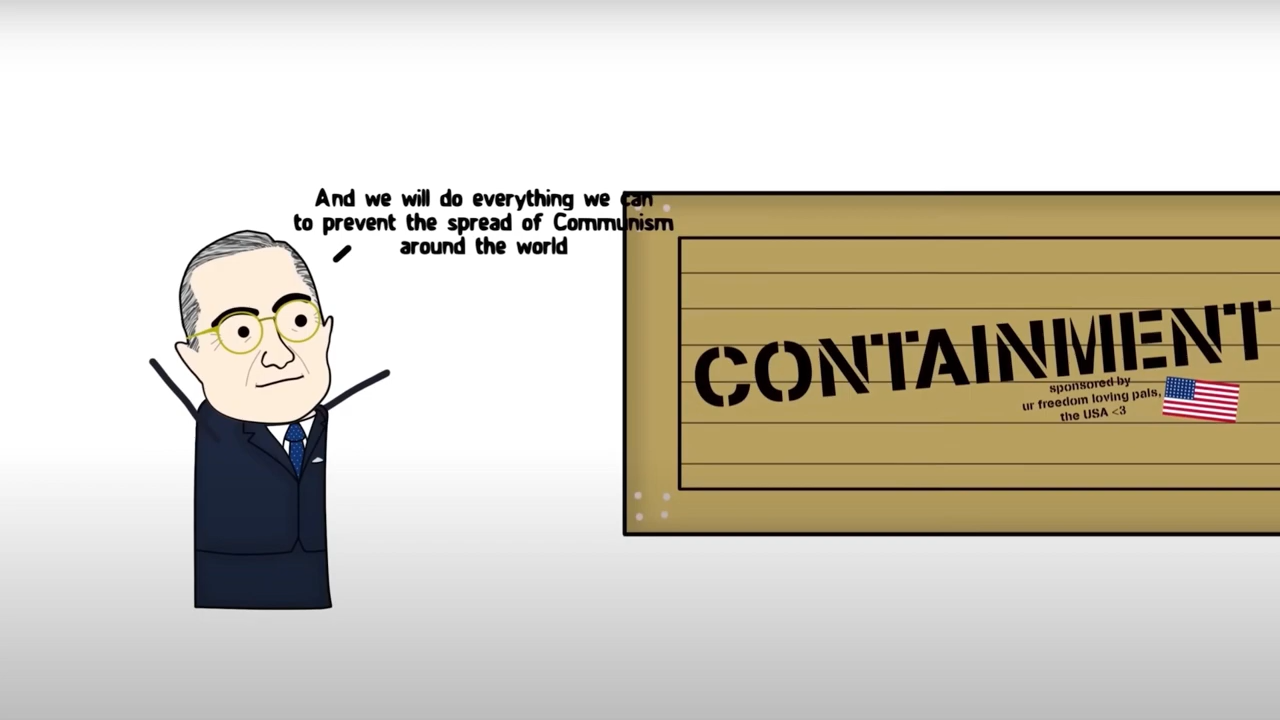 And we will do everything we can
to prevent the spread of Communism
around the world
CONTAINMENT
sponsored by
ur freedom loving pals,
the USA <3